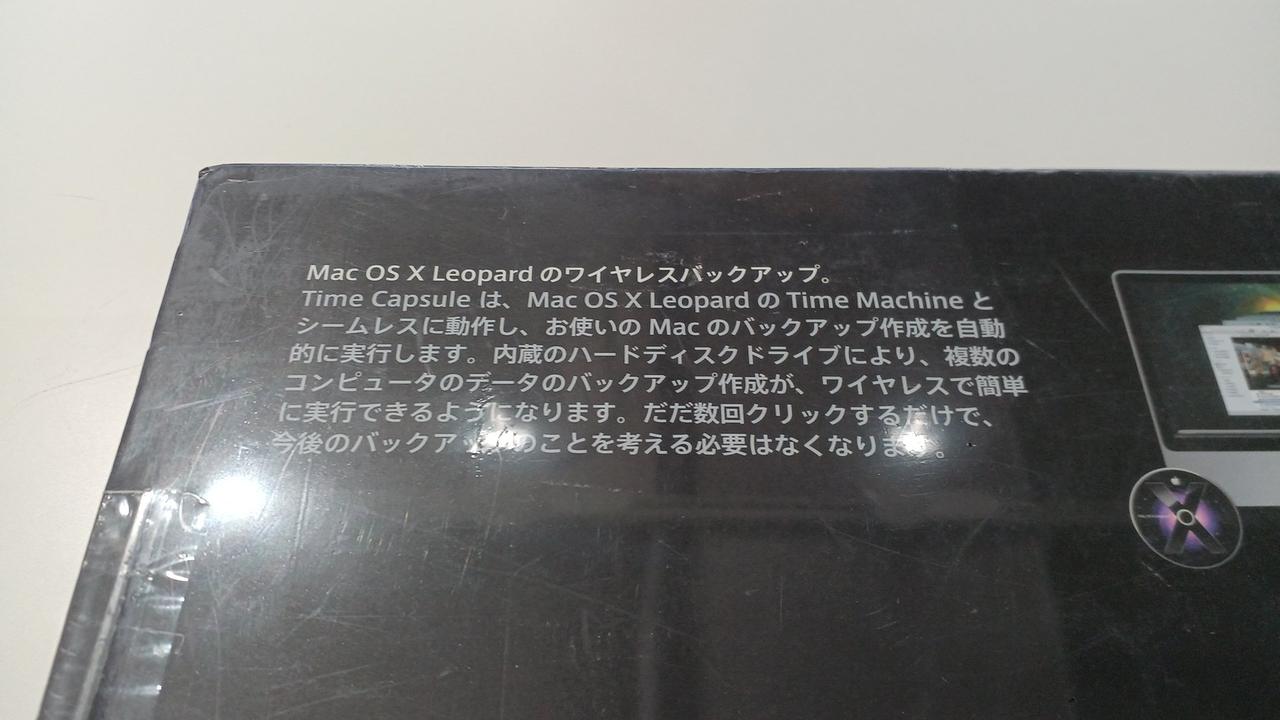 Mac OS X Leopard のワイヤレスバックアップ。
Time Capsule は、Mac OS X Leopard の Time Machine と
シームレスに動作し、お使いの Mac のバックアップ作成を自動
的に実行します。内蔵のハードディスクドライブにより、複数の
コンピュータのデータのバックアップ作成が、ワイヤレスで簡単
に実行できるようになります。だだ数回クリックするだけで、
今後のバックアップのことを考える必要はなくなります。